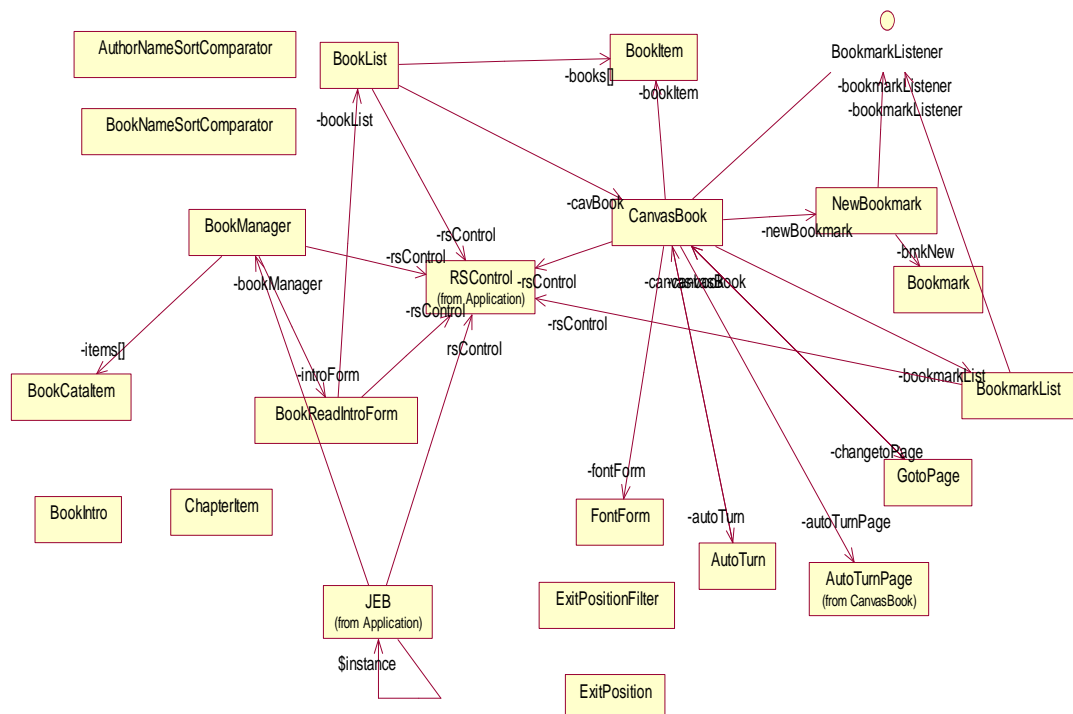 AuthorNameSortComparator
BookList
BookItem
BookmarkListener
-books[]
-bookItem
-bookmarkListener
-bookmarkListener
BookNameSortComparator
-bookList
-cavBook
CanvasBook
NewBookmark
-newBookmark
BookManager
-rsControl
-rsControl
-bmkNew
-bookManager
RSControl
(from Application)
-rsControl
-canvasBook
-canvasBook
Bookmark
-rsControl
-rsControl
rsControl
-items[]
-introForm
-bookmarkList
BookCataItem
BookReadIntroForm
BookmarkList
-changetoPage
-fontForm
GotoPage
BookIntro
ChapterItem
FontForm
-autoTurn
-autoTurnPage
AutoTurn
AutoTurnPage
(from CanvasBook)
JEB
(from Application)
ExitPositionFilter
$instance
ExitPosition